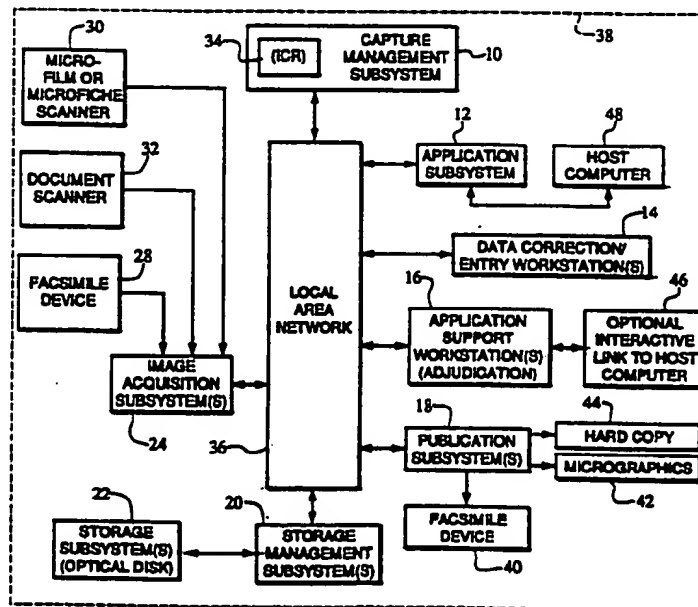 30
MICRO-
FILM OR
MICROFICHE
SCANNER
34
(ICR)
CAPTURE
MANAGEMENT
SUBSYSTEM
10
38
32
DOCUMENT
SCANNER
28
FACSIMILE
DEVICE
IMAGE
ACQUISITION
SUBSYSTEM(S)
24
LOCAL
AREA
NETWORK
36
12
APPLICATION
SUBSYSTEM
48
HOST
COMPUTER
14
DATA CORRECTION/
ENTRY WORKSTATION(S)
16
APPLICATION
SUPPORT
WORKSTATION(S)
(ADJUDICATION)
46
OPTIONAL
INTERACTIVE
LINK TO HOST
COMPUTER
18
PUBLICATION
SUBSYSTEM(S)
44
HARD COPY
MICROGRAPHICS
42
FACSIMILE
DEVICE
40
22
STORAGE
SUBSYSTEM(S)
(OPTICAL DISK)
20
STORAGE
MANAGEMENT
SUBSYSTEM(S)